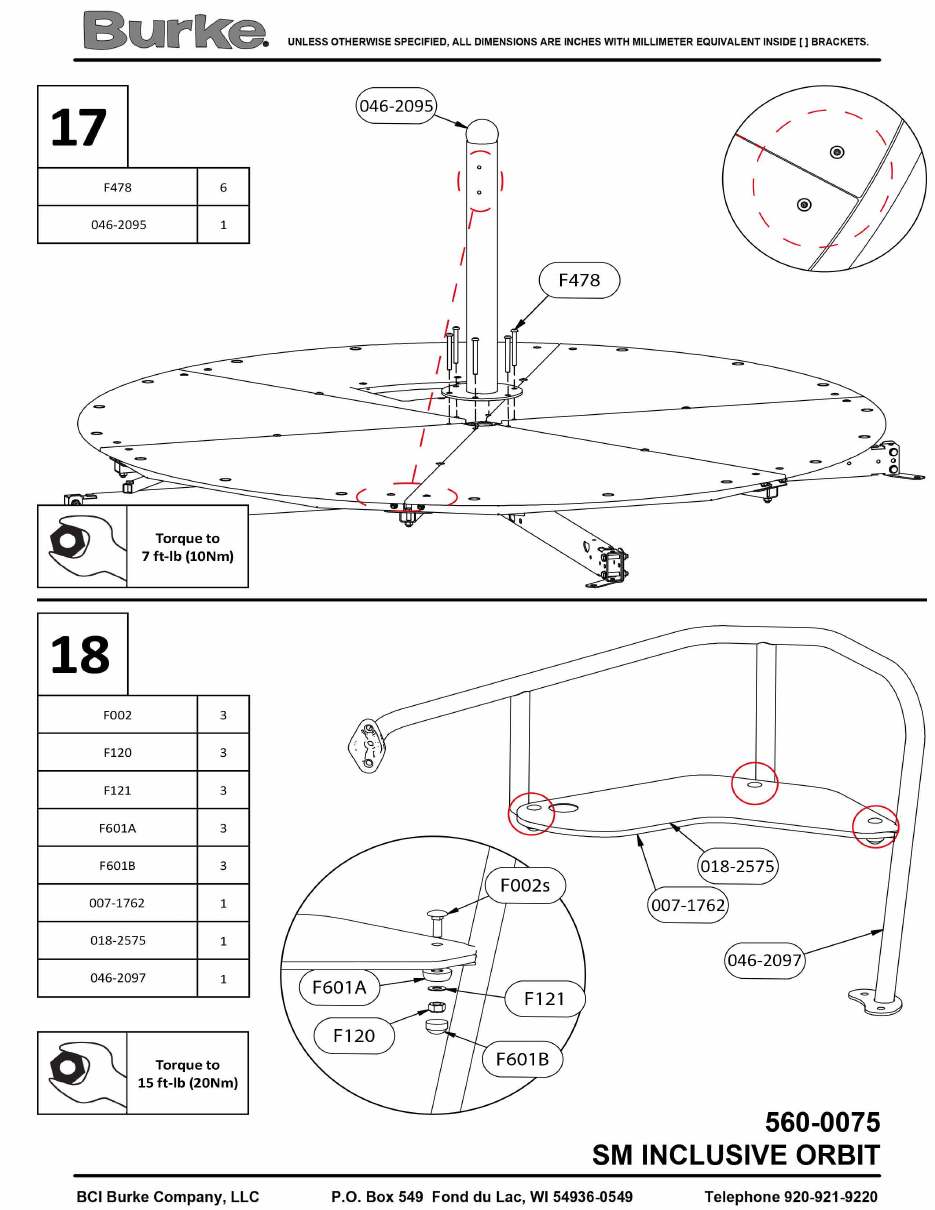 Burke.
UNLESS OTHERWISE SPECIFIED, ALL DIMENSIONS ARE INCHES WITH MILLIMETER EQUIVALENT INSIDE [ ] BRACKETS.
17
F478 6
046-2095 1
046-2095
F478
Torque to
7 ft-lb (10Nm)
18
F002 3
F120 3
F121 3
F601A 3
F601B 3
007-1762 1
018-2575 1
046-2097 1
018-2575
007-1762
046-2097
F002s
F601A
F121
F120
F601B
Torque to
15 ft-lb (20Nm)
560-0075
SM INCLUSIVE ORBIT
BCI Burke Company, LLC P.O. Box 549 Fond du Lac, WI 54936-0549 Telephone 920-921-9220